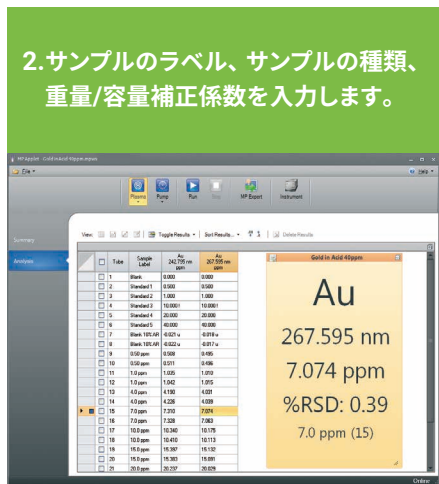 2.サンプルのラベル、サンプルの種類、
重量/容量補正係数を入力します。
MP Applet - Gold in Acid 40ppm.mpws
File
Help
Plasma Pump Run Stop MP Expert Instrument
View: Toggle Results Sort Results... Delete Results
Summary
Analysis
Tube Sample Label Au 242.795 nm ppm Au 267.595 nm ppm
1 Blank 0.000 0.000
2 Standard 1 0.500 0.500
3 Standard 2 1.000 1.000
4 Standard 3 10.000! 10.000!
5 Standard 4 20.000 20.000
6 Standard 5 40.000 40.000
7 Blank 10% AR -0.021 u -0.018 u
8 Blank 10% AR -0.022 u -0.017 u
9 0.50 ppm 0.508 0.495
10 0.50 ppm 0.511 0.496
11 1.0 ppm 1.035 1.010
12 1.0 ppm 1.042 1.015
13 4.0 ppm 4.190 4.031
14 4.0 ppm 4.226 4.039
15 7.0 ppm 7.310 7.074
16 7.0 ppm 7.328 7.063
17 10.0 ppm 10.340 10.175
18 10.0 ppm 10.410 10.113
19 15.0 ppm 15.397 15.132
20 15.0 ppm 15.383 15.081
21 20.0 ppm 20.237 20.029
Gold in Acid 40ppm
Au
267.595 nm
7.074 ppm
%RSD: 0.39
7.0 ppm (15)
Online